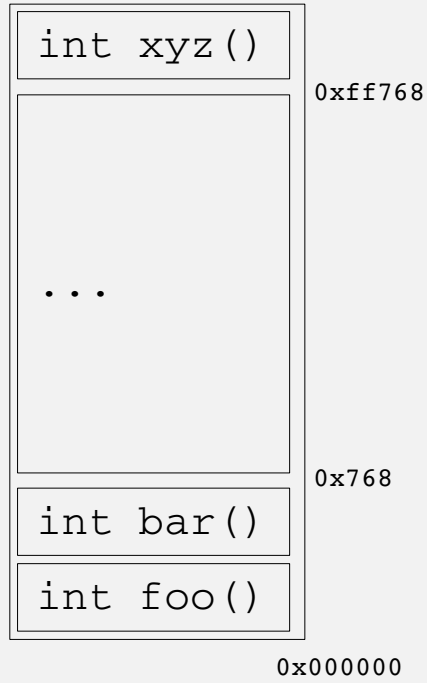 int xyz()
0xff768
...
0x768
int bar()
int foo()
0x000000